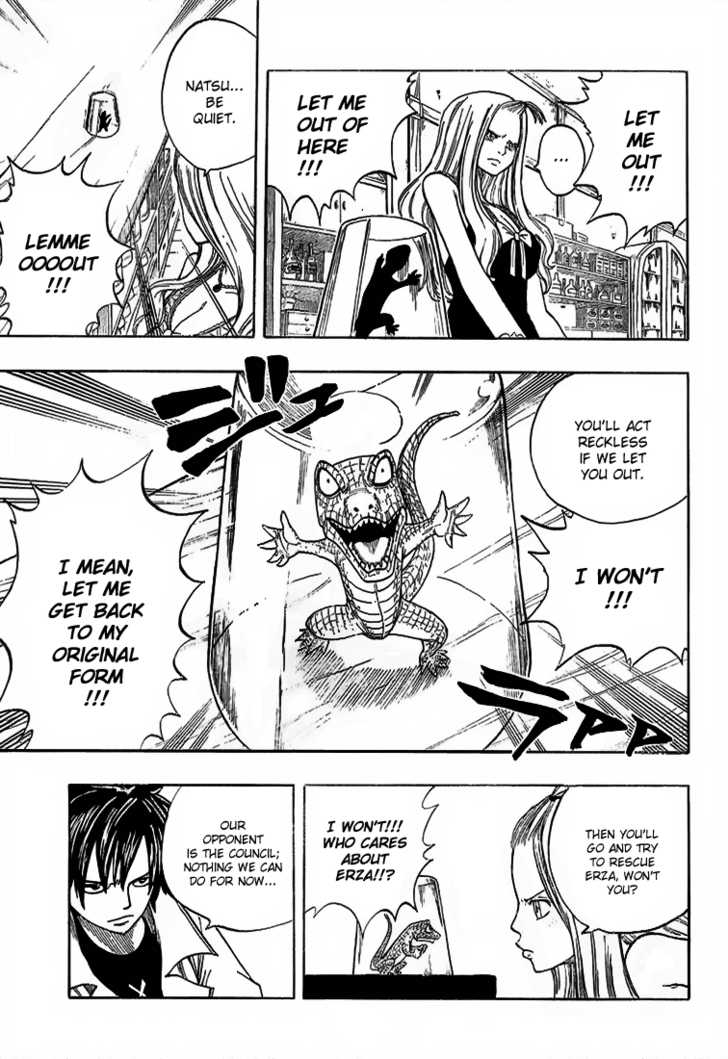 LET
ME
OUT
!!!
...
LET ME
OUT OF
HERE
!!!
NATSU...
BE
QUIET.
LEMME
OOOOUT
!!!
YOU'LL ACT
RECKLESS
IF WE LET
YOU OUT.
I WON'T
!!!
ジュ
ラァァ
I MEAN,
LET ME
GET BACK
TO MY
ORIGINAL
FORM
!!!
THEN YOU'LL
GO AND TRY
TO RESCUE
ERZA, WON'T
YOU?
I WON'T!!!
WHO CARES
ABOUT
ERZA!!?
OUR
OPPONENT
IS THE COUNCIL;
NOTHING WE CAN
DO FOR NOW...